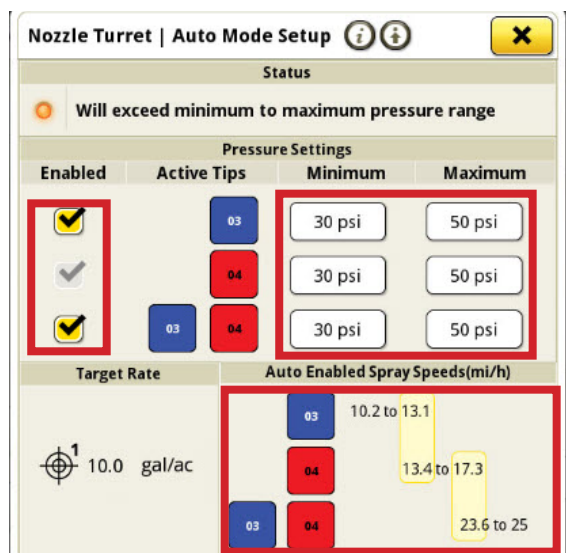 Nozzle Turret | Auto Mode Setup
Status
Will exceed minimum to maximum pressure range
Pressure Settings
Enabled Active Tips Minimum Maximum
03 30 psi 50 psi
04 30 psi 50 psi
03 04 30 psi 50 psi
Target Rate Auto Enabled Spray Speeds(mi/h)
03 10.2 to 13.1
1 10.0 gal/ac 04 13.4 to 17.3
03 04 23.6 to 25